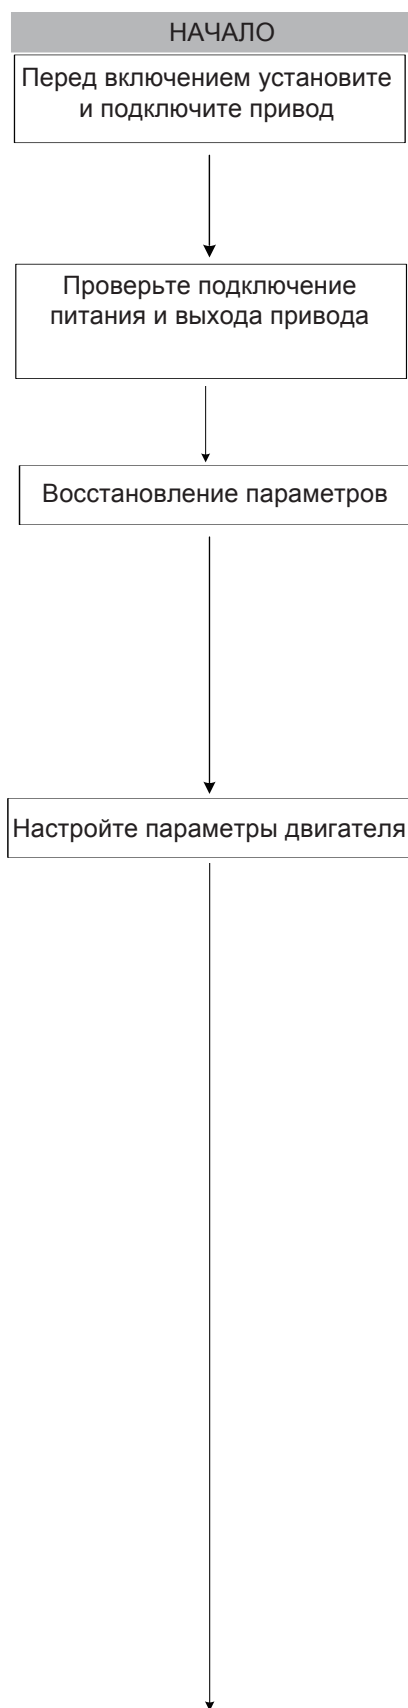 НАЧАЛО
Перед включением установите
и подключите привод
Проверьте подключение
питания и выхода привода
Восстановление параметров
Настройте параметры двигателя